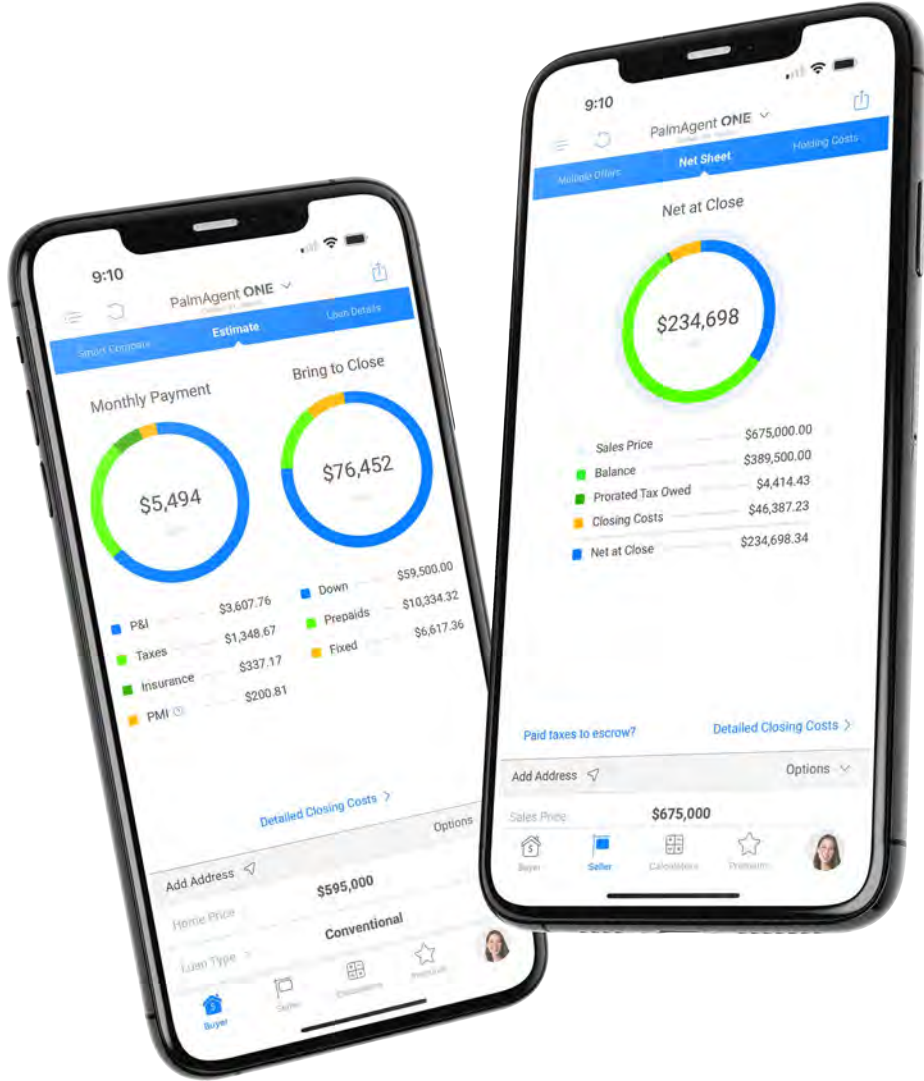 9:10
PalmAgent ONE
Smart Compare Estimate Loan Details
Monthly Payment
Bring to Close
$5,494
$76,452
P&I $3,607.76
Taxes $1,348.67
Insurance $337.17
PMI $200.81
Down $59,500.00
Prepaids $10,334.32
Fixed $6,617.36
Detailed Closing Costs >
Add Address Options
Home Price $595,000
Loan Type Conventional
Buyer Seller Calculators Premium
9:10
PalmAgent ONE
Multiple Offers Net Sheet Holding Costs
Net at Close
$234,698
Sales Price $675,000.00
Balance $389,500.00
Prorated Tax Owed $4,414.43
Closing Costs $46,387.23
Net at Close $234,698.34
Paid taxes to escrow? Detailed Closing Costs >
Add Address Options
Sales Price $675,000
Buyer Seller Calculators Premium